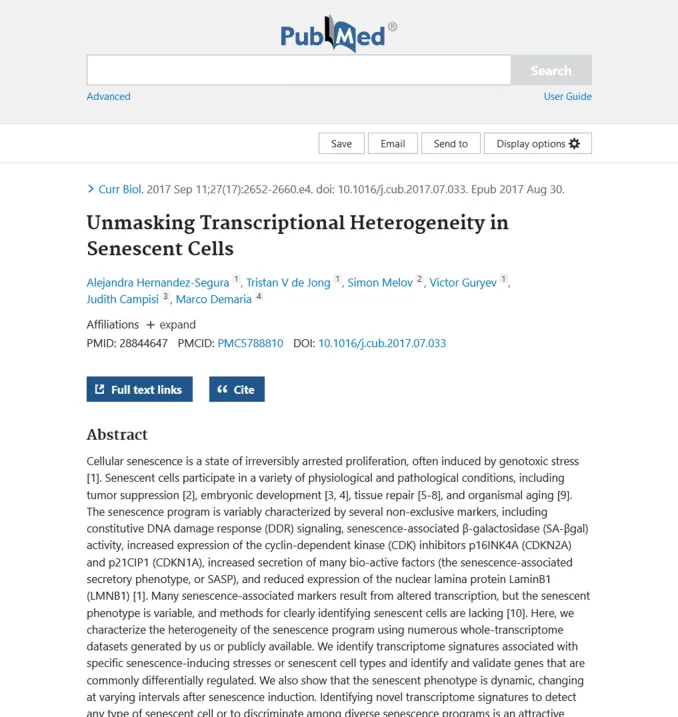 PubMed®
Search
Advanced
User Guide
Save
Email
Send to
Display options
Curr Biol. 2017 Sep 11;27(17):2652-2660.e4. doi: 10.1016/j.cub.2017.07.033. Epub 2017 Aug 30.
Unmasking Transcriptional Heterogeneity in
Senescent Cells
Alejandra Hernandez-Segura 1, Tristan V de Jong 1, Simon Melov 2, Victor Guryev 1,
Judith Campisi 3, Marco Demaria 4
Affiliations + expand
PMID: 28844647 PMCID: PMC5788810 DOI: 10.1016/j.cub.2017.07.033
Full text links
Cite
Abstract
Cellular senescence is a state of irreversibly arrested proliferation, often induced by genotoxic stress
[1]. Senescent cells participate in a variety of physiological and pathological conditions, including
tumor suppression [2], embryonic development [3, 4], tissue repair [5-8], and organismal aging [9].
The senescence program is variably characterized by several non-exclusive markers, including
constitutive DNA damage response (DDR) signaling, senescence-associated β-galactosidase (SA-βgal)
activity, increased expression of the cyclin-dependent kinase (CDK) inhibitors p16INK4A (CDKN2A)
and p21CIP1 (CDKN1A), increased secretion of many bio-active factors (the senescence-associated
secretory phenotype, or SASP), and reduced expression of the nuclear lamina protein LaminB1
(LMNB1) [1]. Many senescence-associated markers result from altered transcription, but the senescent
phenotype is variable, and methods for clearly identifying senescent cells are lacking [10]. Here, we
characterize the heterogeneity of the senescence program using numerous whole-transcriptome
datasets generated by us or publicly available. We identify transcriptome signatures associated with
specific senescence-inducing stresses or senescent cell types and identify and validate genes that are
commonly differentially regulated. We also show that the senescent phenotype is dynamic, changing
at varying intervals after senescence induction. Identifying novel transcriptome signatures to detect
any type of senescent cell or to discriminate among diverse senescence programs is an attractive